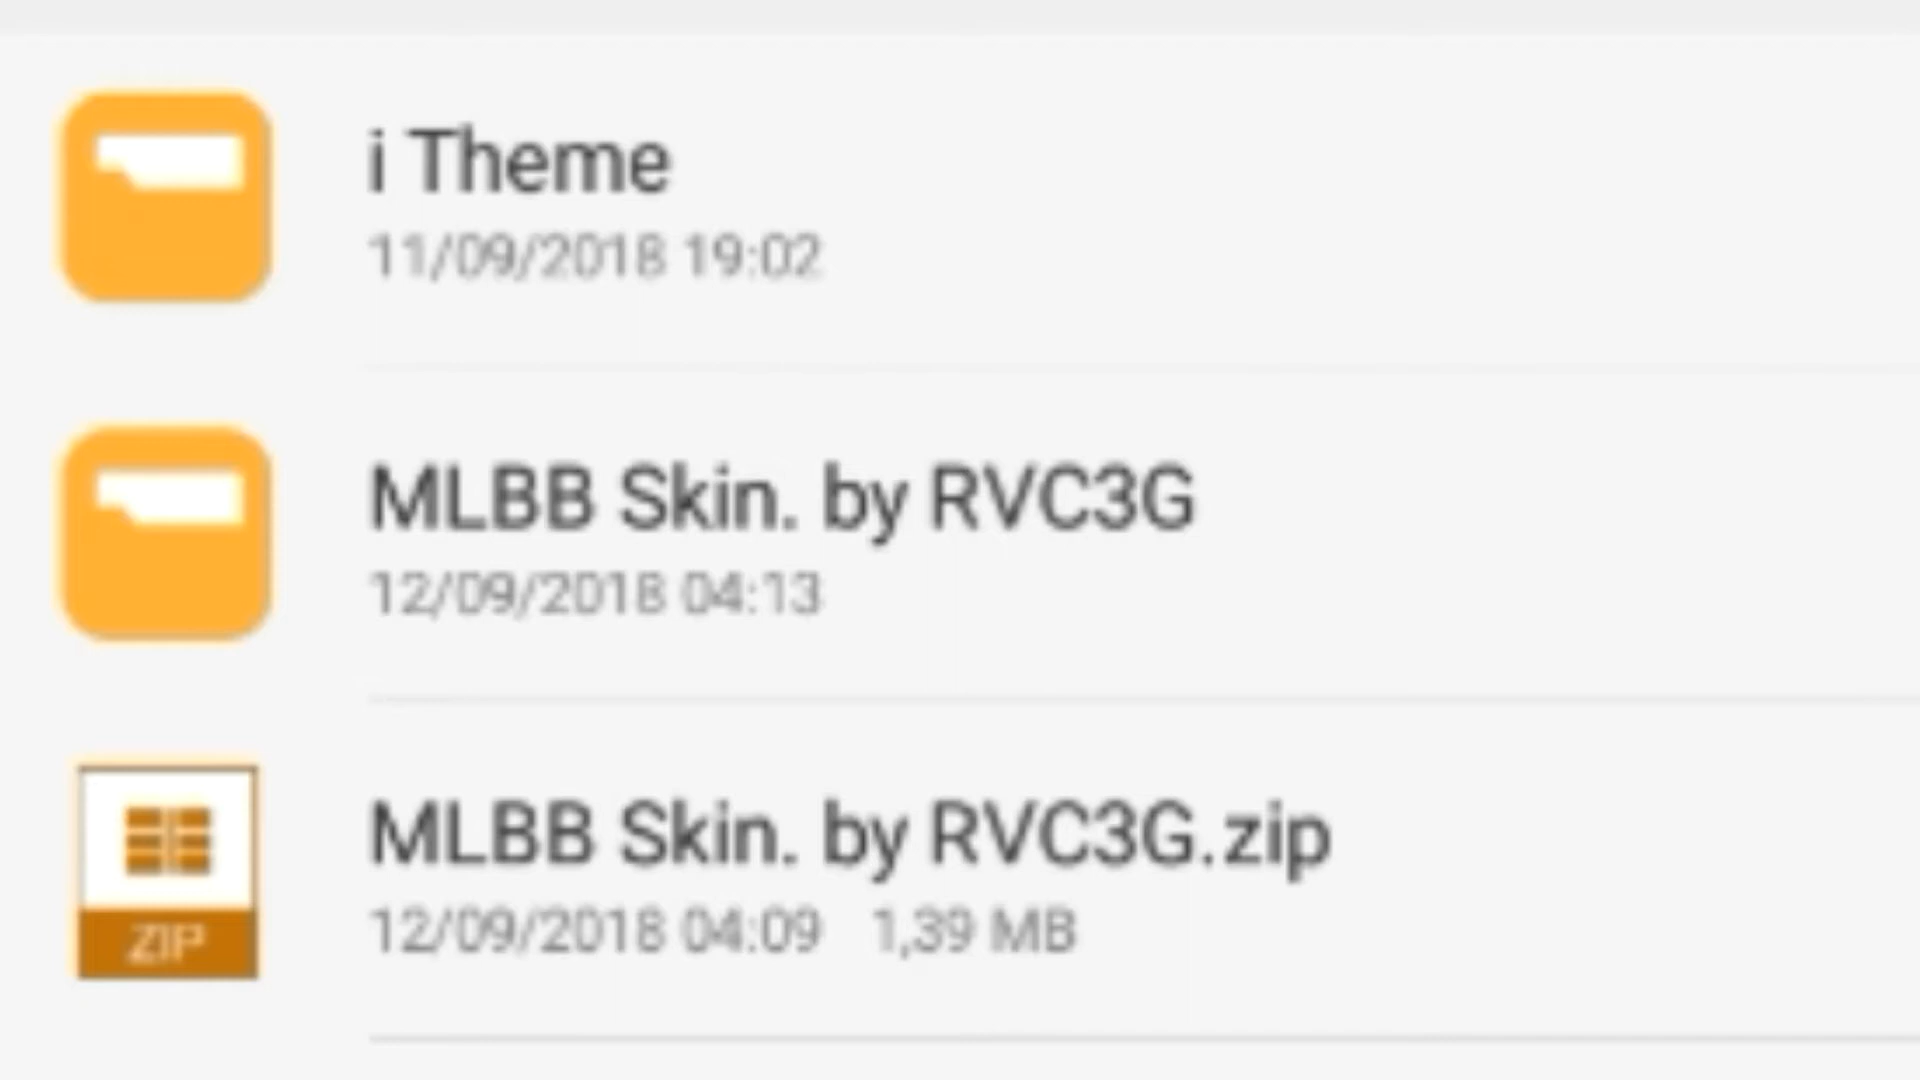 i Theme
11/09/2018 19:02
MLBB Skin. by RVC3G
12/09/2018 04:13
MLBB Skin. by RVC3G.zip
12/09/2018 04:09 1,39 MB
ZIP